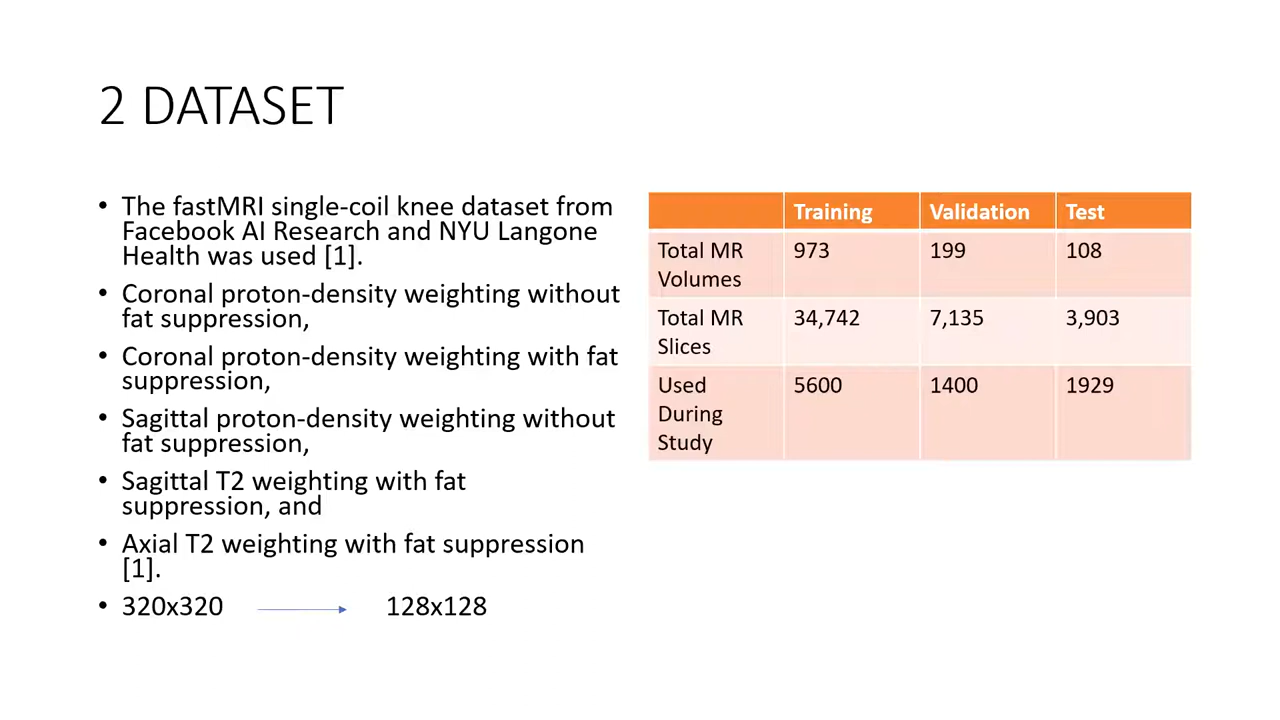 2 DATASET
• The fastMRI single-coil knee dataset from
Facebook AI Research and NYU Langone
Health was used [1].
• Coronal proton-density weighting without
fat suppression,
• Coronal proton-density weighting with fat
suppression,
• Sagittal proton-density weighting without
fat suppression,
• Sagittal T2 weighting with fat
suppression, and
• Axial T2 weighting with fat suppression
[1].
• 320x320 → 128x128
Training Validation Test
Total MR Volumes 973 199 108
Total MR Slices 34,742 7,135 3,903
Used During Study 5600 1400 1929